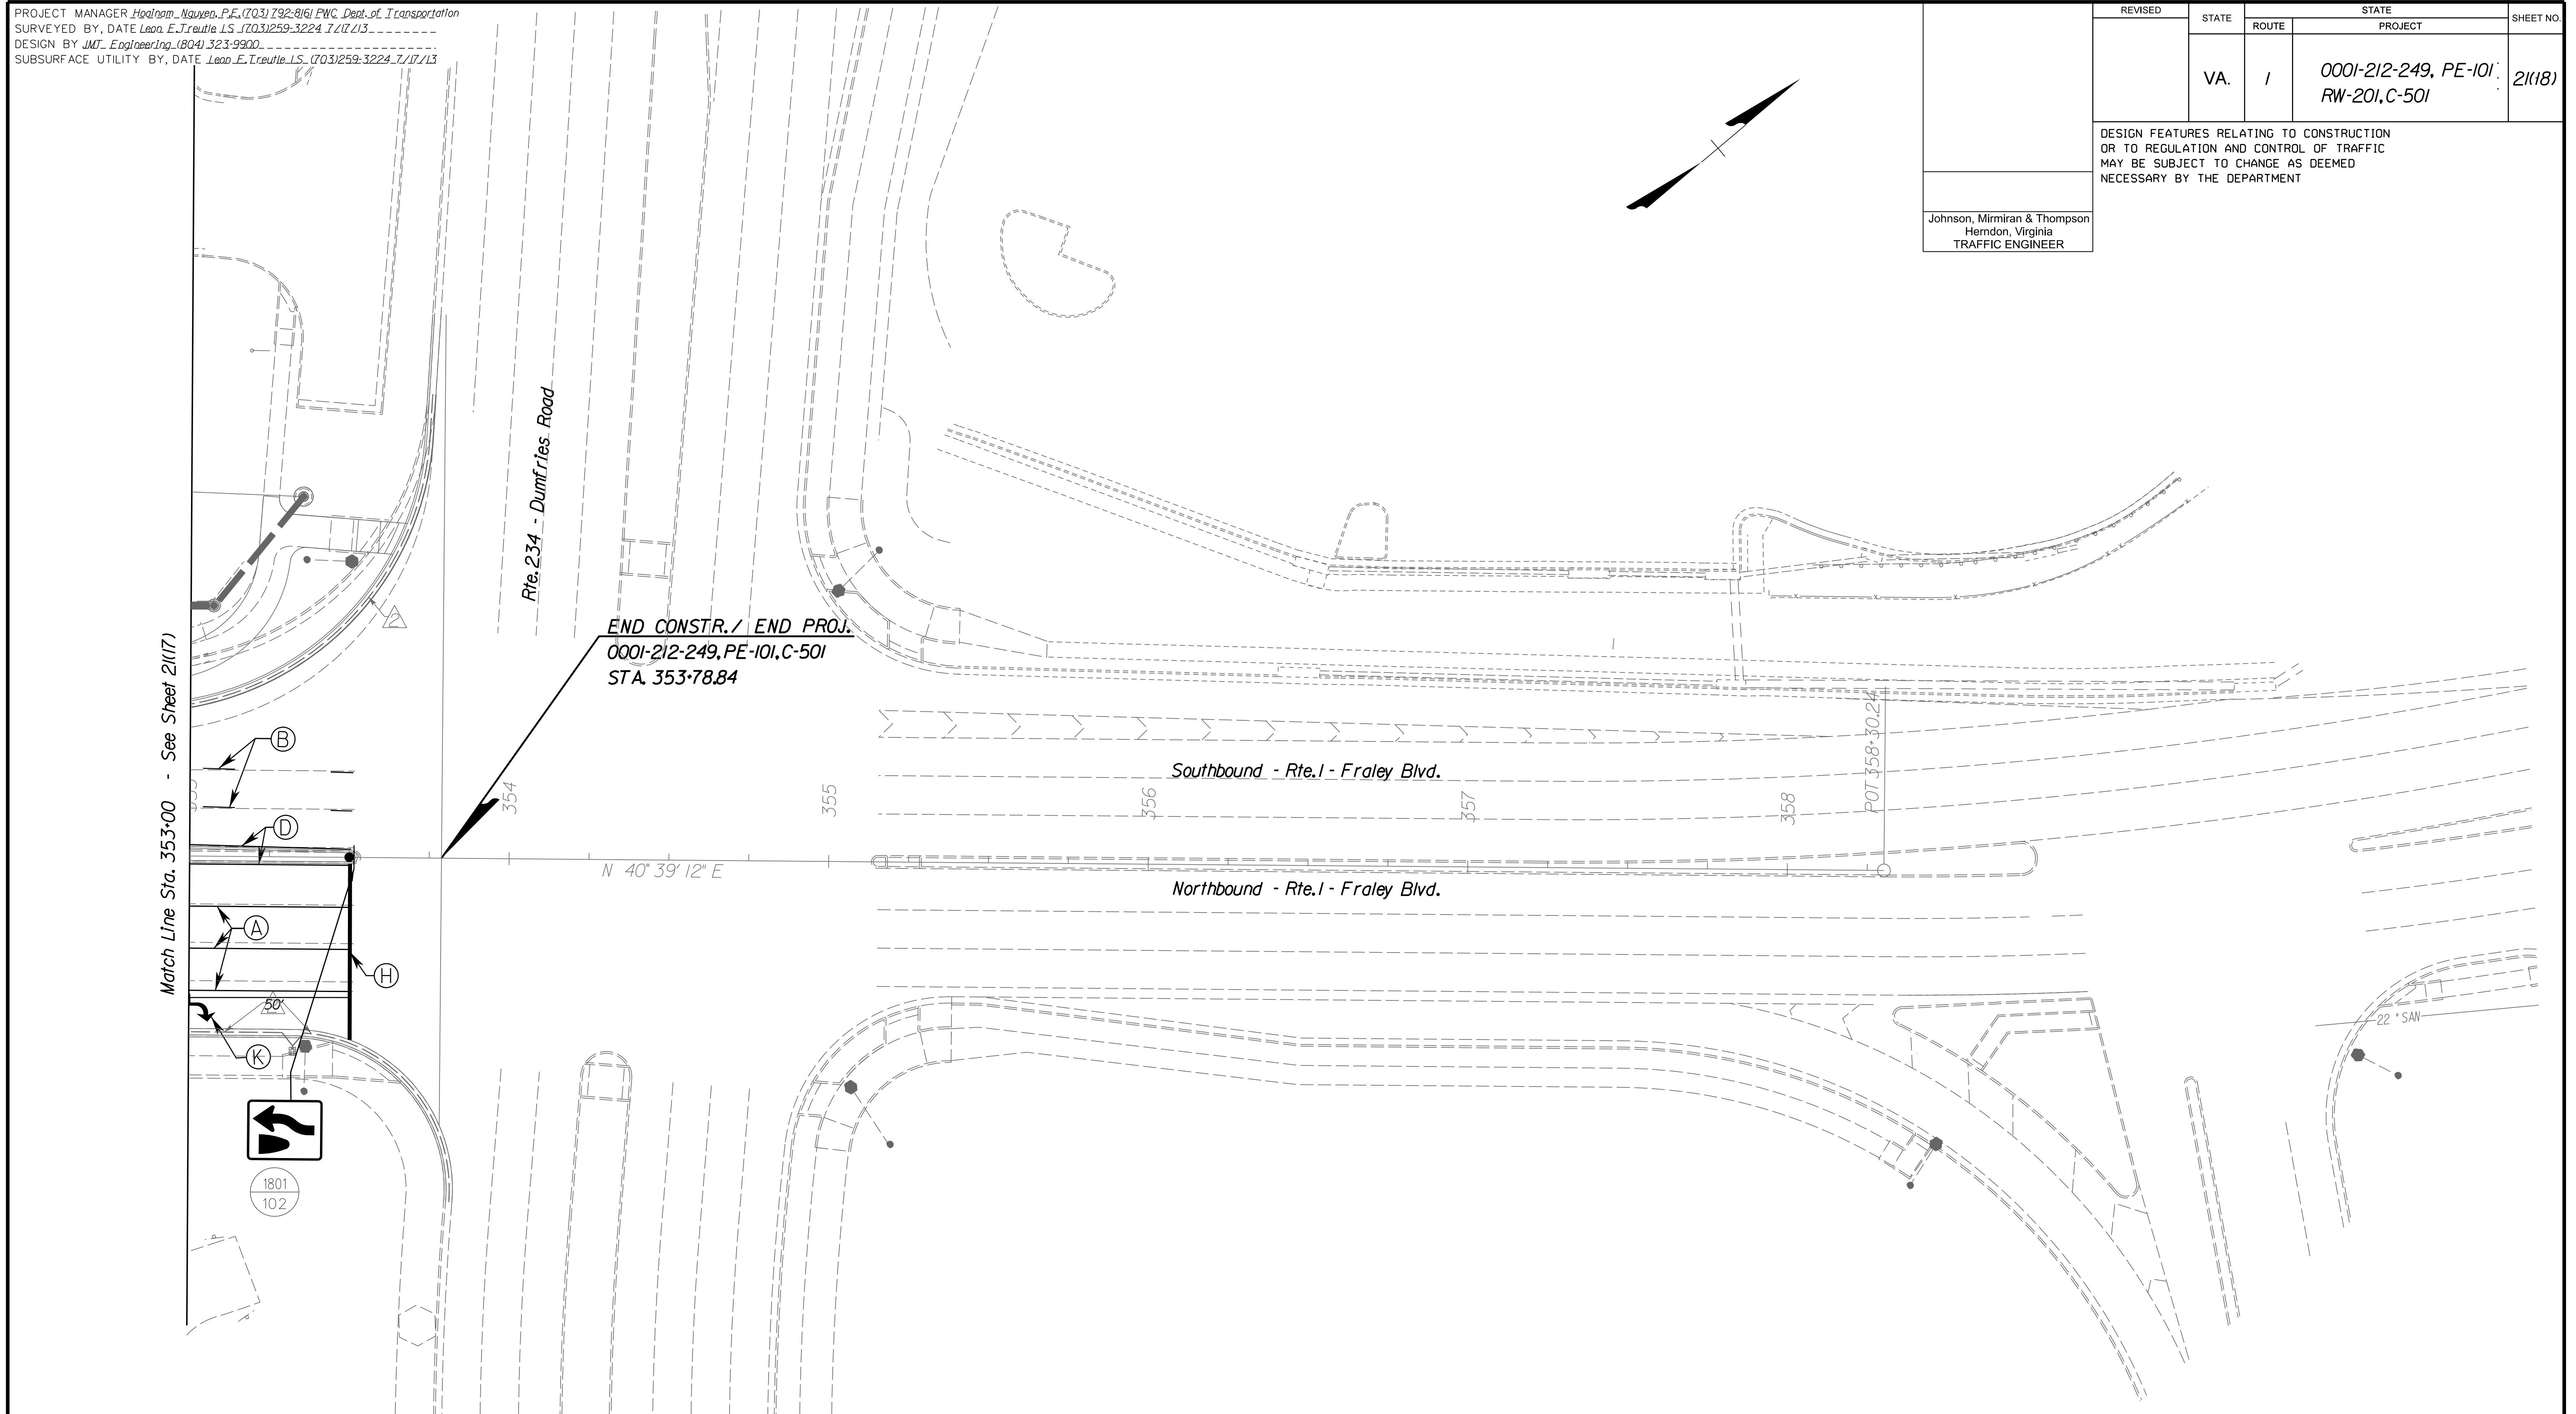 PROJECT MANAGER Hoainam Nguyen, P.E. (703) 792-8161 PWC Dept. of Transportation
SURVEYED BY, DATE Leon E.Treutle LS (703)259-3224 7/17/13
DESIGN BY JMT Engineering (804) 323-9900
SUBSURFACE UTILITY BY, DATE Leon E.Treutle LS (703)259-3224 7/17/13
REVISED
STATE
STATE
ROUTE
PROJECT
SHEET NO.
VA.
1
0001-212-249, PE-101
RW-201, C-501
21(18)
DESIGN FEATURES RELATING TO CONSTRUCTION
OR TO REGULATION AND CONTROL OF TRAFFIC
MAY BE SUBJECT TO CHANGE AS DEEMED
NECESSARY BY THE DEPARTMENT
Johnson, Mirmiran & Thompson
Herndon, Virginia
TRAFFIC ENGINEER
Rte. 234 - Dumfries Road
2
END CONSTR./ END PROJ.
0001-212-249, PE-101, C-501
STA. 353+78.84
Match Line Sta. 353+00 - See Sheet 21(17)
B
D
354
355
356
357
358
POT 358+30.24
Southbound - Rte. 1 - Fraley Blvd.
N 40° 39' 12" E
Northbound - Rte. 1 - Fraley Blvd.
A
H
50'
K
22 " SAN
1801
102